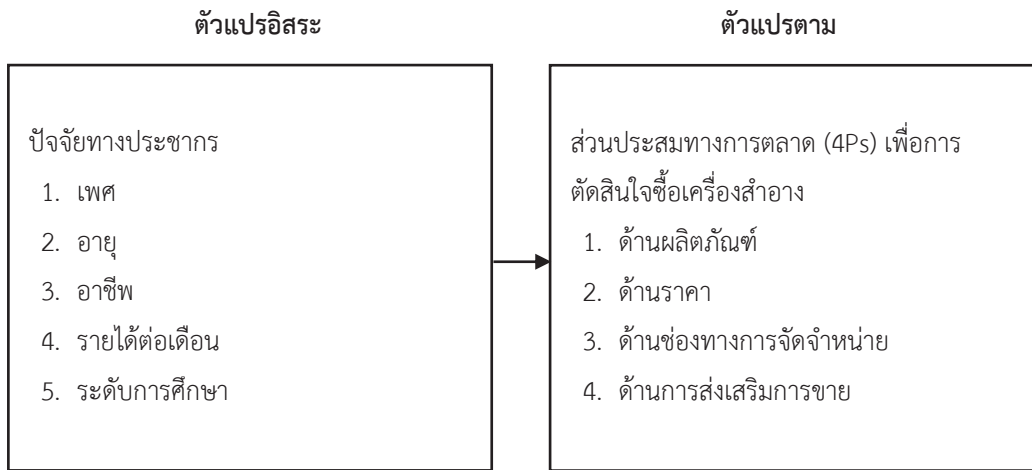 ตัวแปรอิสระ
ปัจจัยทางประชากร
1. เพศ
2. อายุ
3. อาชีพ
4. รายได้ต่อเดือน
5. ระดับการศึกษา
ตัวแปรตาม
ส่วนประสมทางการตลาด (4Ps) เพื่อการ
ตัดสินใจซื้อเครื่องสำอาง
1. ด้านผลิตภัณฑ์
2. ด้านราคา
3. ด้านช่องทางการจัดจำหน่าย
4. ด้านการส่งเสริมการขาย